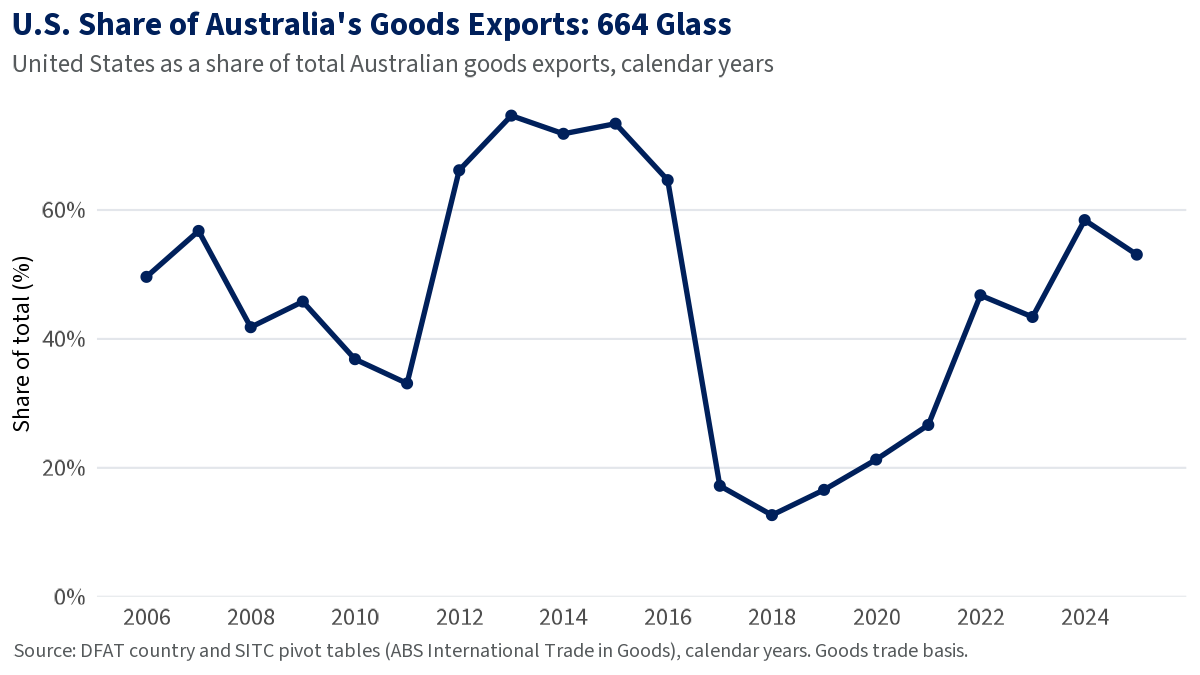 U.S. Share of Australia's Goods Exports: 664 Glass
United States as a share of total Australian goods exports, calendar years
Share of total (%)
60%
40%
20%
0%
2006 2008 2010 2012 2014 2016 2018 2020 2022 2024
Source: DFAT country and SITC pivot tables (ABS International Trade in Goods), calendar years. Goods trade basis.